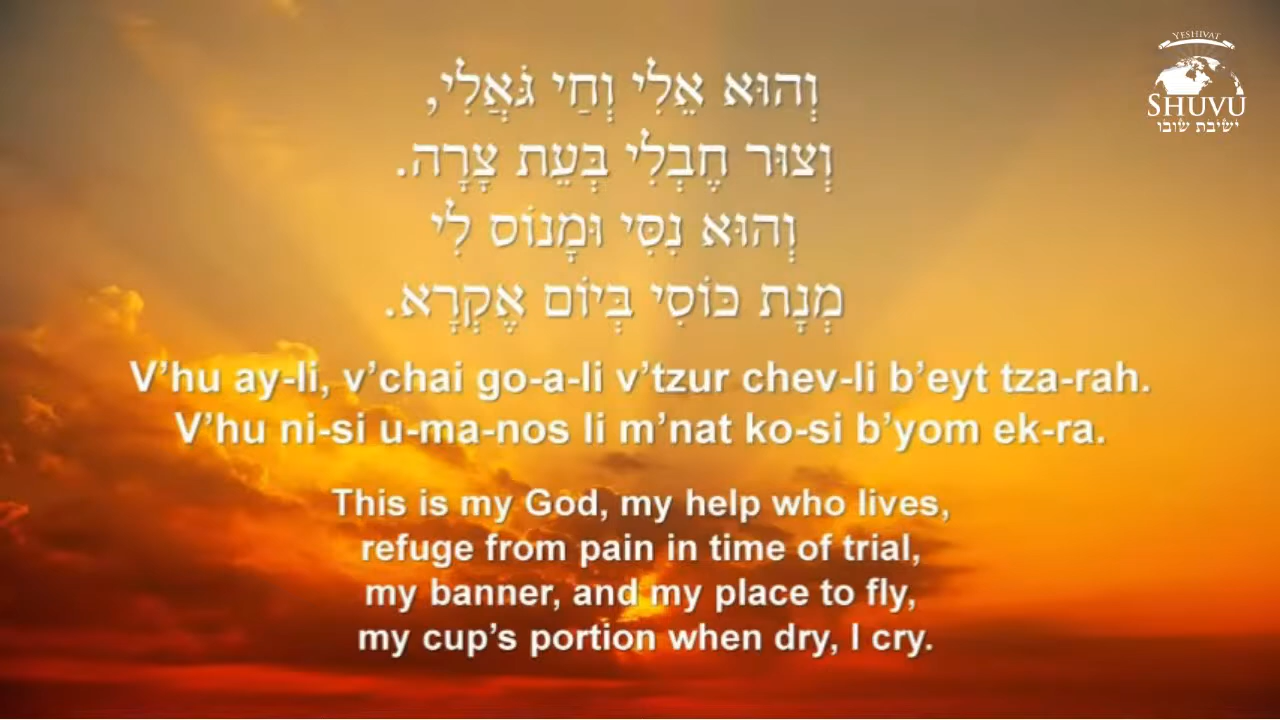 וְהוּא אֵלִי וְחַי גֹּאֲלִי,
וְצוּר חֶבְלִי בְּעֵת צָרָה.
וְהוּא נִסִּי וּמָנוֹס לִי
מְנָת כּוֹסִי בְּיוֹם אֶקְרָא.
V’hu ay-li, v’chai go-a-li v’tzur chev-li b’eyt tza-rah.
V’hu ni-si u-ma-nos li m’nat ko-si b’yom ek-ra.
This is my God, my help who lives,
refuge from pain in time of trial,
my banner, and my place to fly,
my cup’s portion when dry, I cry.
YESHIVAT
SHUVU
ישיבת שובו